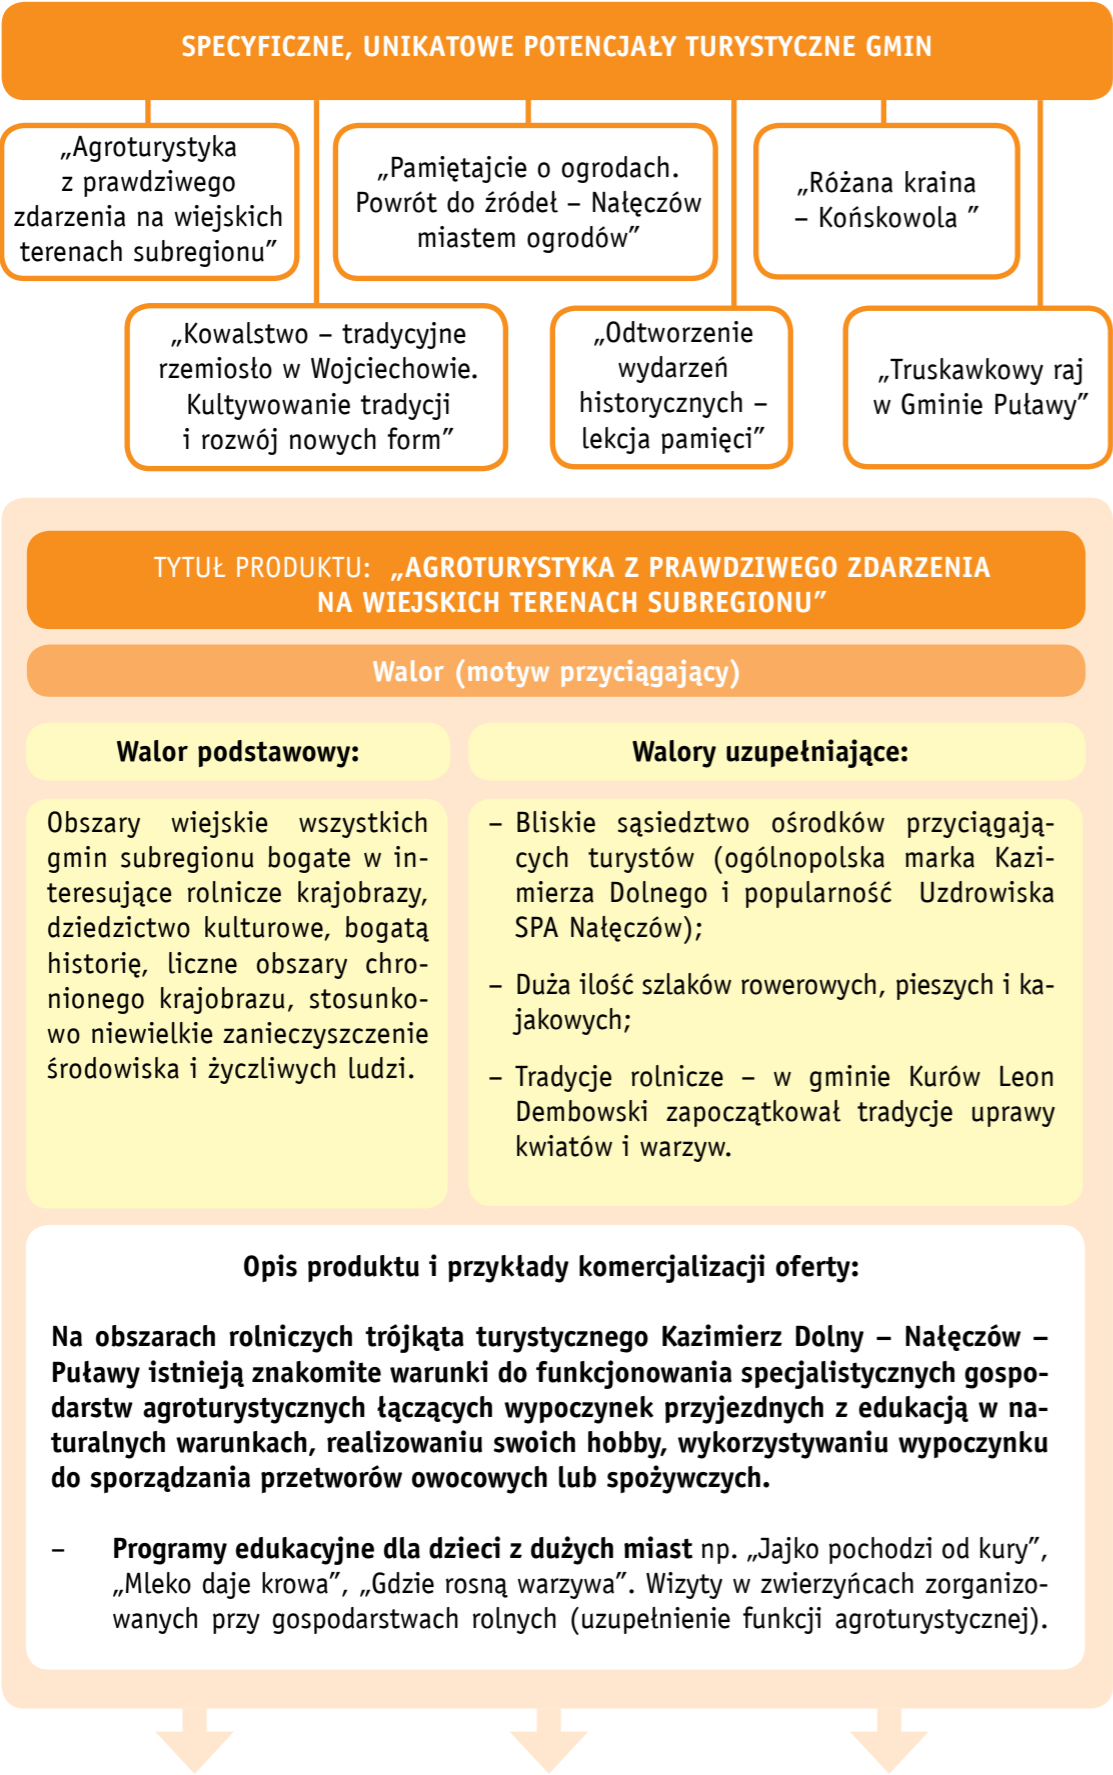 SPECYFICZNE, UNIKATOWE POTENCJAŁY TURYSTYCZNE GMIN
„Agroturystyka
z prawdziwego
zdarzenia na wiejskich
terenach subregionu”
„Pamiętajcie o ogrodach.
Powrót do źródeł – Nałęczów
miastem ogrodów”
„Różana kraina
– Końskowola ”
„Kowalstwo – tradycyjne
rzemiosło w Wojciechowie.
Kultywowanie tradycji
i rozwój nowych form”
„Odtworzenie
wydarzeń
historycznych –
lekcja pamięci”
„Truskawkowy raj
w Gminie Puławy”
TYTUŁ PRODUKTU: „AGROTURYSTYKA Z PRAWDZIWEGO ZDARZENIA
NA WIEJSKICH TERENACH SUBREGIONU”
Walor (motyw przyciągający)
Walor podstawowy:
Obszary wiejskie wszystkich
gmin subregionu bogate w in-
teresujące rolnicze krajobrazy,
dziedzictwo kulturowe, bogatą
historię, liczne obszary chro-
nionego krajobrazu, stosunko-
wo niewielkie zanieczyszczenie
środowiska i życzliwych ludzi.
Walory uzupełniające:
– Bliskie sąsiedztwo ośrodków przyciągają-
cych turystów (ogólnopolska marka Kazi-
mierza Dolnego i popularność Uzdrowiska
SPA Nałęczów);
– Duża ilość szlaków rowerowych, pieszych i ka-
jakowych;
– Tradycje rolnicze – w gminie Kurów Leon
Dembowski zapoczątkował tradycje uprawy
kwiatów i warzyw.
Opis produktu i przykłady komercjalizacji oferty:
Na obszarach rolniczych trójkąta turystycznego Kazimierz Dolny – Nałęczów –
Puławy istnieją znakomite warunki do funkcjonowania specjalistycznych gospo-
darstw agroturystycznych łączących wypoczynek przyjezdnych z edukacją w na-
turalnych warunkach, realizowaniu swoich hobby, wykorzystywaniu wypoczynku
do sporządzania przetworów owocowych lub spożywczych.
– Programy edukacyjne dla dzieci z dużych miast np. „Jajko pochodzi od kury”,
„Mleko daje krowa”, „Gdzie rosną warzywa”. Wizyty w zwierzyńcach zorganizo-
wanych przy gospodarstwach rolnych (uzupełnienie funkcji agroturystycznej).